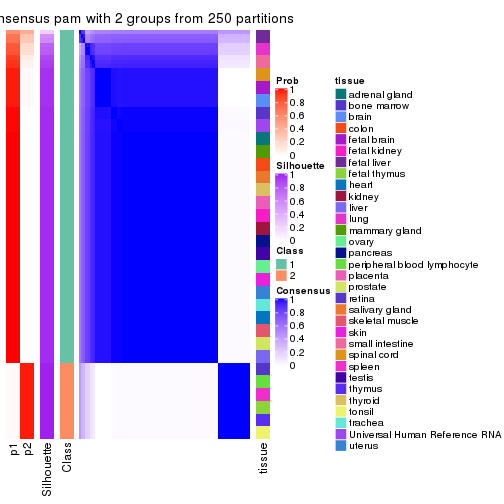 nsensus pam with 2 groups from 250 partitions
Prob
1
0.8
0.6
0.4
0.2
0
Silhouette
1
0.8
0.6
0.4
0.2
0
Class
1
2
Consensus
1
0.8
0.6
0.4
0.2
0
tissue
adrenal gland
bone marrow
brain
colon
fetal brain
fetal kidney
fetal liver
fetal thymus
heart
kidney
liver
lung
mammary gland
ovary
pancreas
peripheral blood lymphocyte
placenta
prostate
retina
salivary gland
skeletal muscle
skin
small intestine
spinal cord
spleen
testis
thymus
thyroid
tonsil
trachea
Universal Human Reference RNA
uterus
p1
p2
Silhouette
Class
tissue